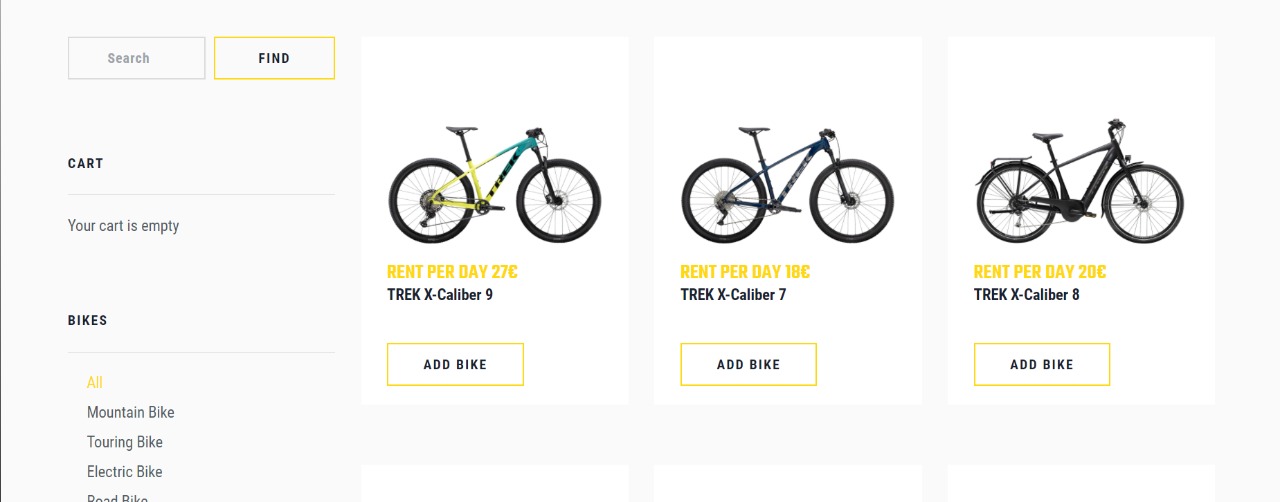 Search
FIND
CART
Your cart is empty
BIKES
All
Mountain Bike
Touring Bike
Electric Bike
Road Bike
TREK
RENT PER DAY 27€
TREK X-Caliber 9
ADD BIKE
TREK
RENT PER DAY 18€
TREK X-Caliber 7
ADD BIKE
RENT PER DAY 20€
TREK X-Caliber 8
ADD BIKE